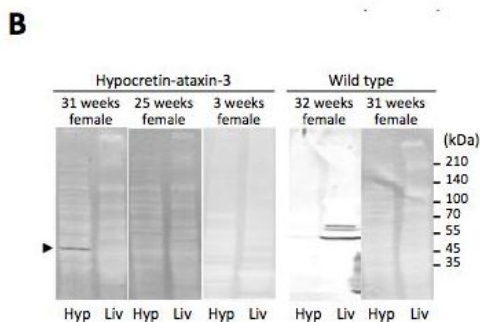 B
Hypocretin-ataxin-3 Wild type
31 weeks 25 weeks 3 weeks 32 weeks 31 weeks
female female female female female
(kDa)
210
140
100
70
55
45
35
Hyp Liv Hyp Liv Hyp Liv Hyp Liv Hyp Liv